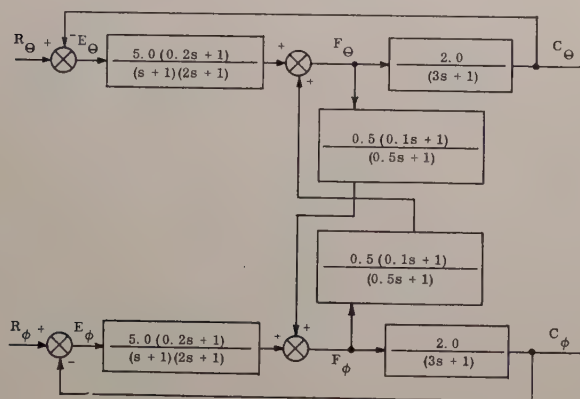 R_Θ + - E_Θ 5.0(0.2s + 1) / (s + 1)(2s + 1) + + F_Θ 2.0 / (3s + 1) C_Θ
0.5(0.1s + 1) / (0.5s + 1)
0.5(0.1s + 1) / (0.5s + 1)
R_ϕ + - E_ϕ 5.0(0.2s + 1) / (s + 1)(2s + 1) + + F_ϕ 2.0 / (3s + 1) C_ϕ